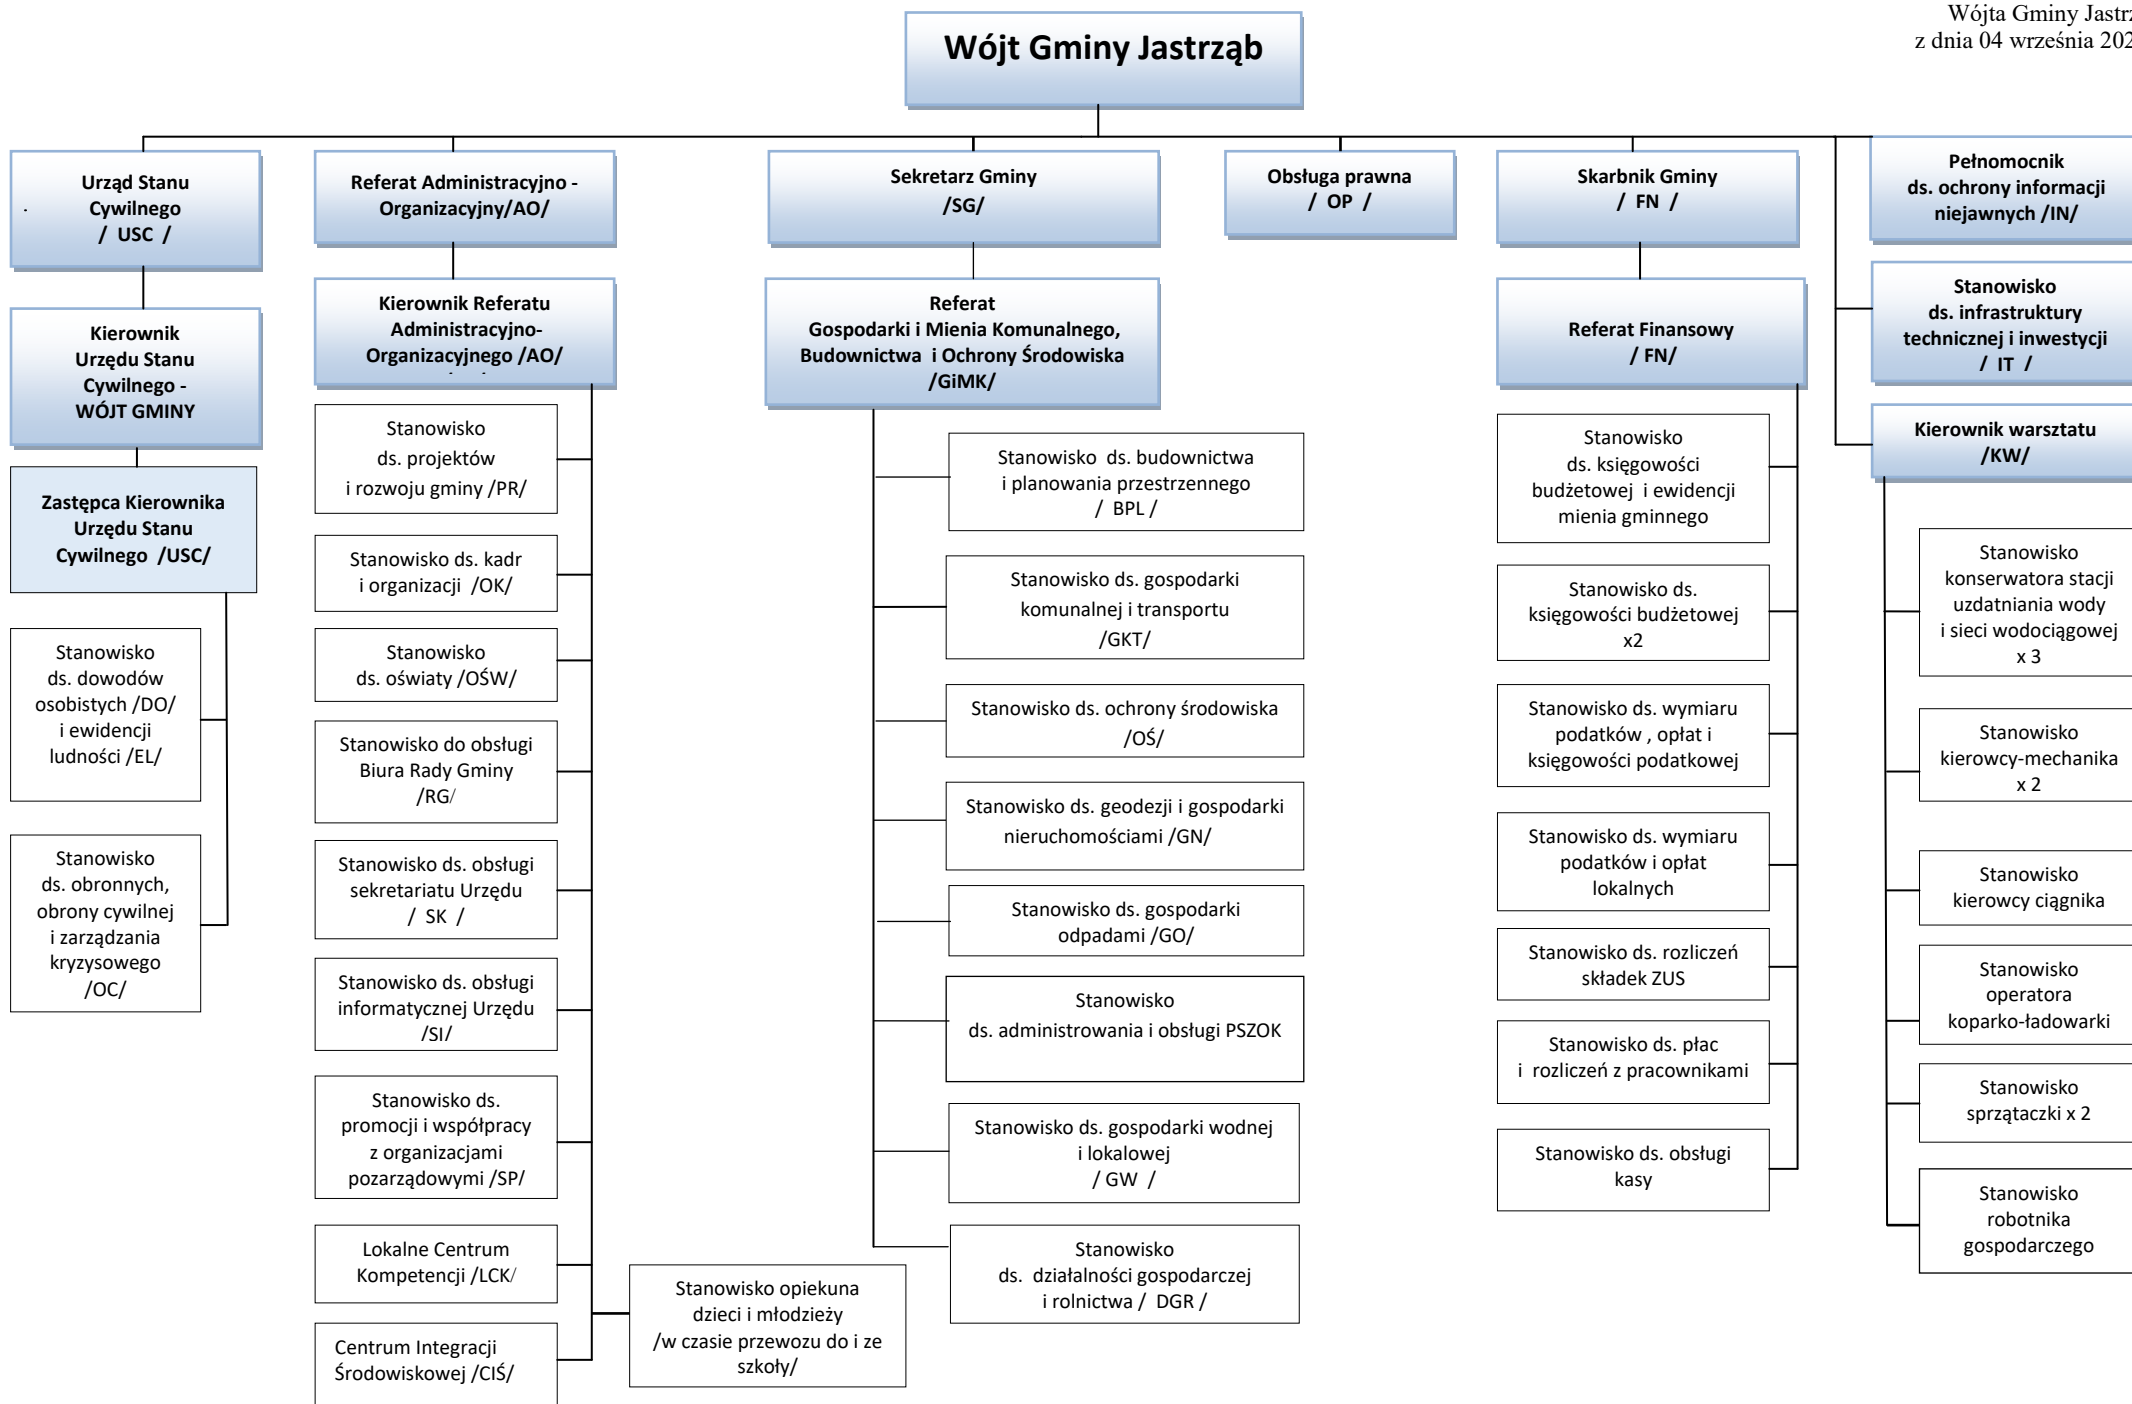 Wójta Gminy
z dnia 04 września
Wójt Gminy Jastrząb
Urząd Stanu
Cywilnego
/ USC /
Referat Administracyjno -
Organizacyjny/AO/
Sekretarz Gminy
/SG/
Obsługa prawna
/ OP /
Skarbnik Gminy
/ FN /
Pełnomocnik
ds. ochrony informacji
niejawnych /IN/
Kierownik
Urzędu Stanu
Cywilnego -
WÓJT GMINY
Kierownik Referatu
Administracyjno-
Organizacyjnego /AO/
Referat
Gospodarki i Mienia Komunalnego,
Budownictwa i Ochrony Środowiska
/GiMK/
Referat Finansowy
/ FN/
Stanowisko
ds. infrastruktury
technicznej i inwestycji
/ IT /
Kierownik warsztatu
/KW/
Zastępca Kierownika
Urzędu Stanu
Cywilnego /USC/
Stanowisko
ds. dowodów
osobistych /DO/
i ewidencji
ludności /EL/
Stanowisko
ds. obronnych,
obrony cywilnej
i zarządzania
kryzysowego
/OC/
Stanowisko
ds. projektów
i rozwoju gminy /PR/
Stanowisko ds. kadr
i organizacji /OK/
Stanowisko
ds. oświaty /OŚW/
Stanowisko do obsługi
Biura Rady Gminy
/RG/
Stanowisko ds. obsługi
sekretariatu Urzędu
/ SK /
Stanowisko ds. obsługi
informatycznej Urzędu
/SI/
Stanowisko ds.
promocji i współpracy
z organizacjami
pozarządowymi /SP/
Lokalne Centrum
Kompetencji /LCK/
Centrum Integracji
Środowiskowej /CIŚ/
Stanowisko opiekuna
dzieci i młodzieży
/w czasie przewozu do i ze
szkoły/
Stanowisko ds. budownictwa
i planowania przestrzennego
/ BPL /
Stanowisko ds. gospodarki
komunalnej i transportu
/GKT/
Stanowisko ds. ochrony środowiska
/OŚ/
Stanowisko ds. geodezji i gospodarki
nieruchomościami /GN/
Stanowisko ds. gospodarki
odpadami /GO/
Stanowisko
ds. administrowania i obsługi PSZOK
Stanowisko ds. gospodarki wodnej
i lokalowej
/ GW /
Stanowisko
ds. działalności gospodarczej
i rolnictwa / DGR /
Stanowisko
ds. księgowości
budżetowej i ewidencji
mienia gminnego
Stanowisko ds.
księgowości budżetowej
x2
Stanowisko ds. wymiaru
podatków , opłat i
księgowości podatkowej
Stanowisko ds. wymiaru
podatków i opłat
lokalnych
Stanowisko ds. rozliczeń
składek ZUS
Stanowisko ds. płac
i rozliczeń z pracownikami
Stanowisko ds. obsługi
kasy
Stanowisko
konserwatora stacji
uzdatniania wody
i sieci wodociągowej
x 3
Stanowisko
kierowcy-mechanika
x 2
Stanowisko
kierowcy ciągnika
Stanowisko
operatora
koparko-ładowarki
Stanowisko
sprzątaczki x 2
Stanowisko
robotnika
gospodarczego